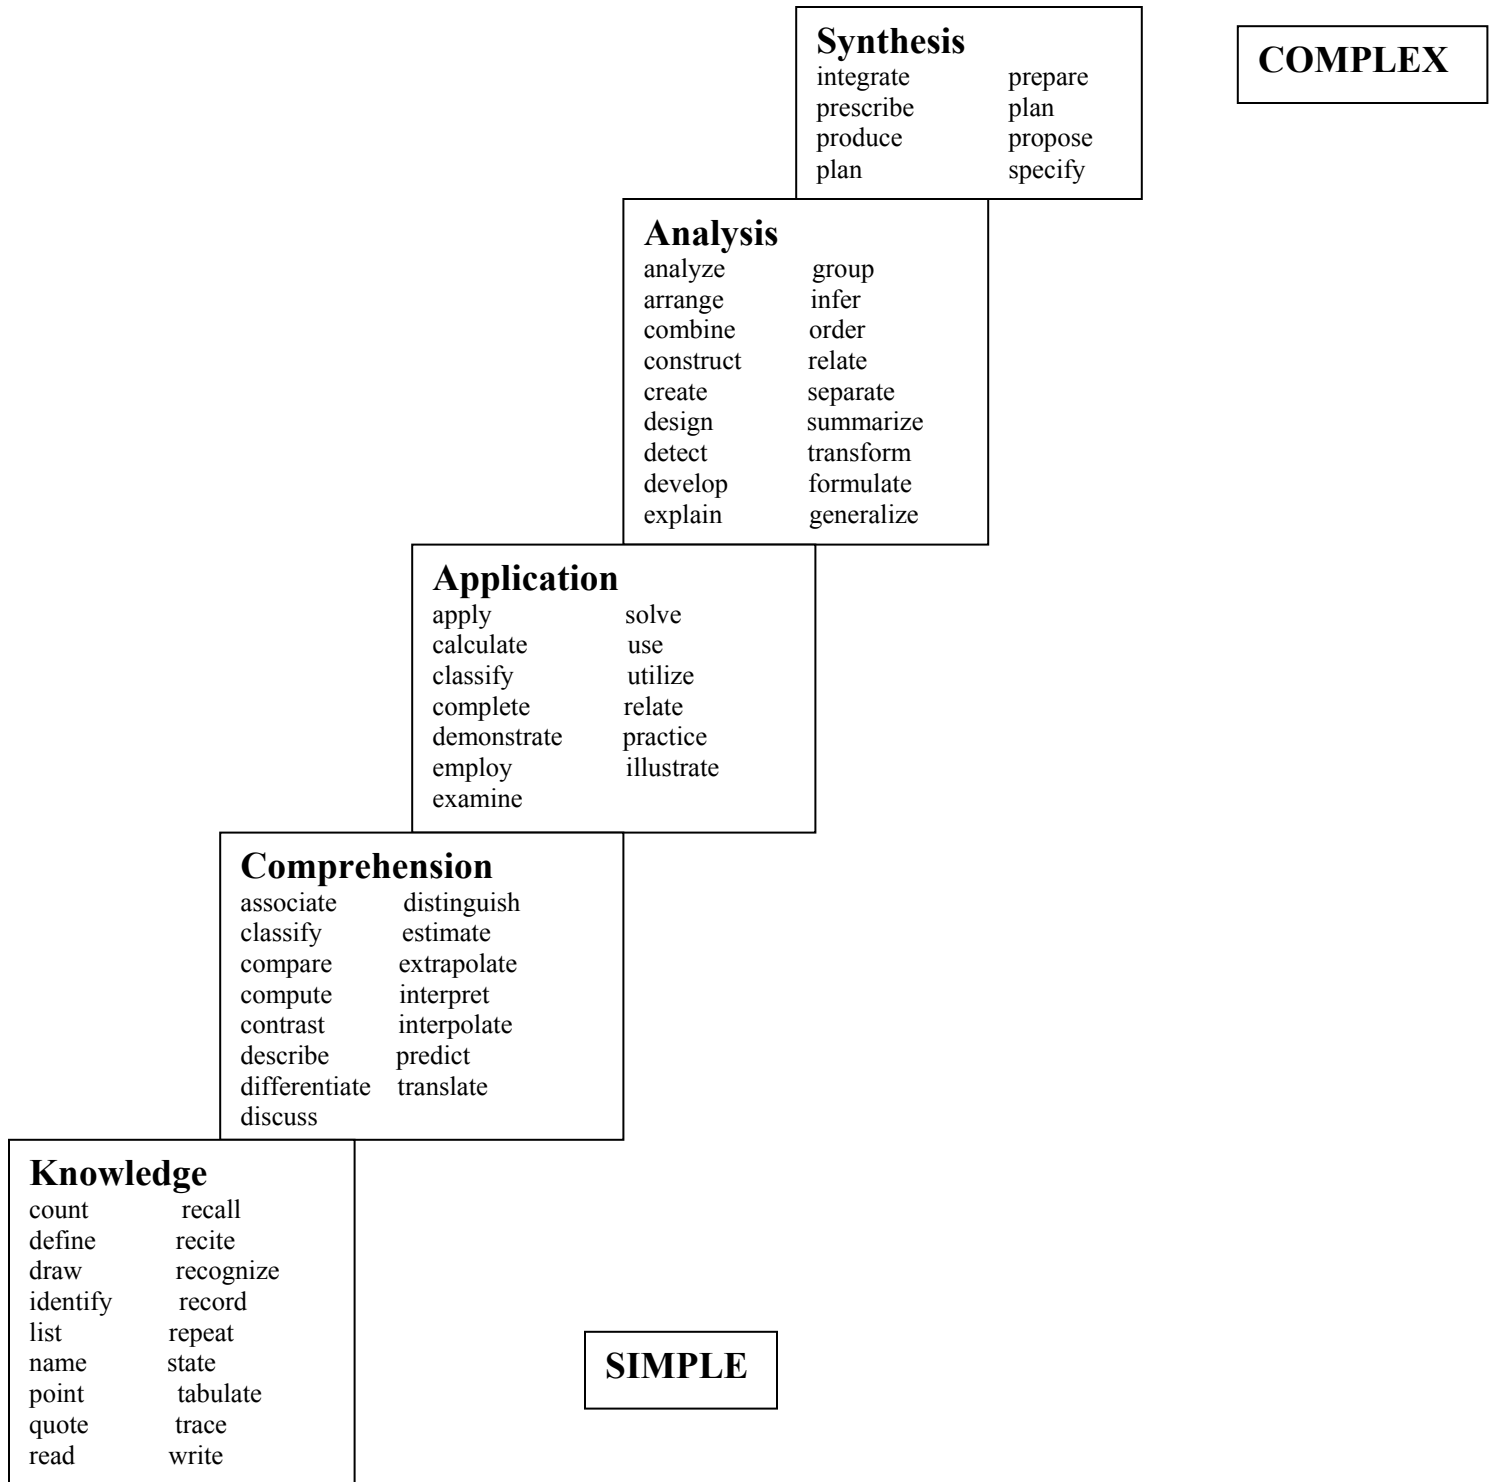 Synthesis
integrate prepare
prescribe plan
produce propose
plan specify
COMPLEX
Analysis
analyze group
arrange infer
combine order
construct relate
create separate
design summarize
detect transform
develop formulate
explain generalize
Application
apply solve
calculate use
classify utilize
complete relate
demonstrate practice
employ illustrate
examine
Comprehension
associate distinguish
classify estimate
compare extrapolate
compute interpret
contrast interpolate
describe predict
differentiate translate
discuss
Knowledge
count recall
define recite
draw recognize
identify record
list repeat
name state
point tabulate
quote trace
read write
SIMPLE